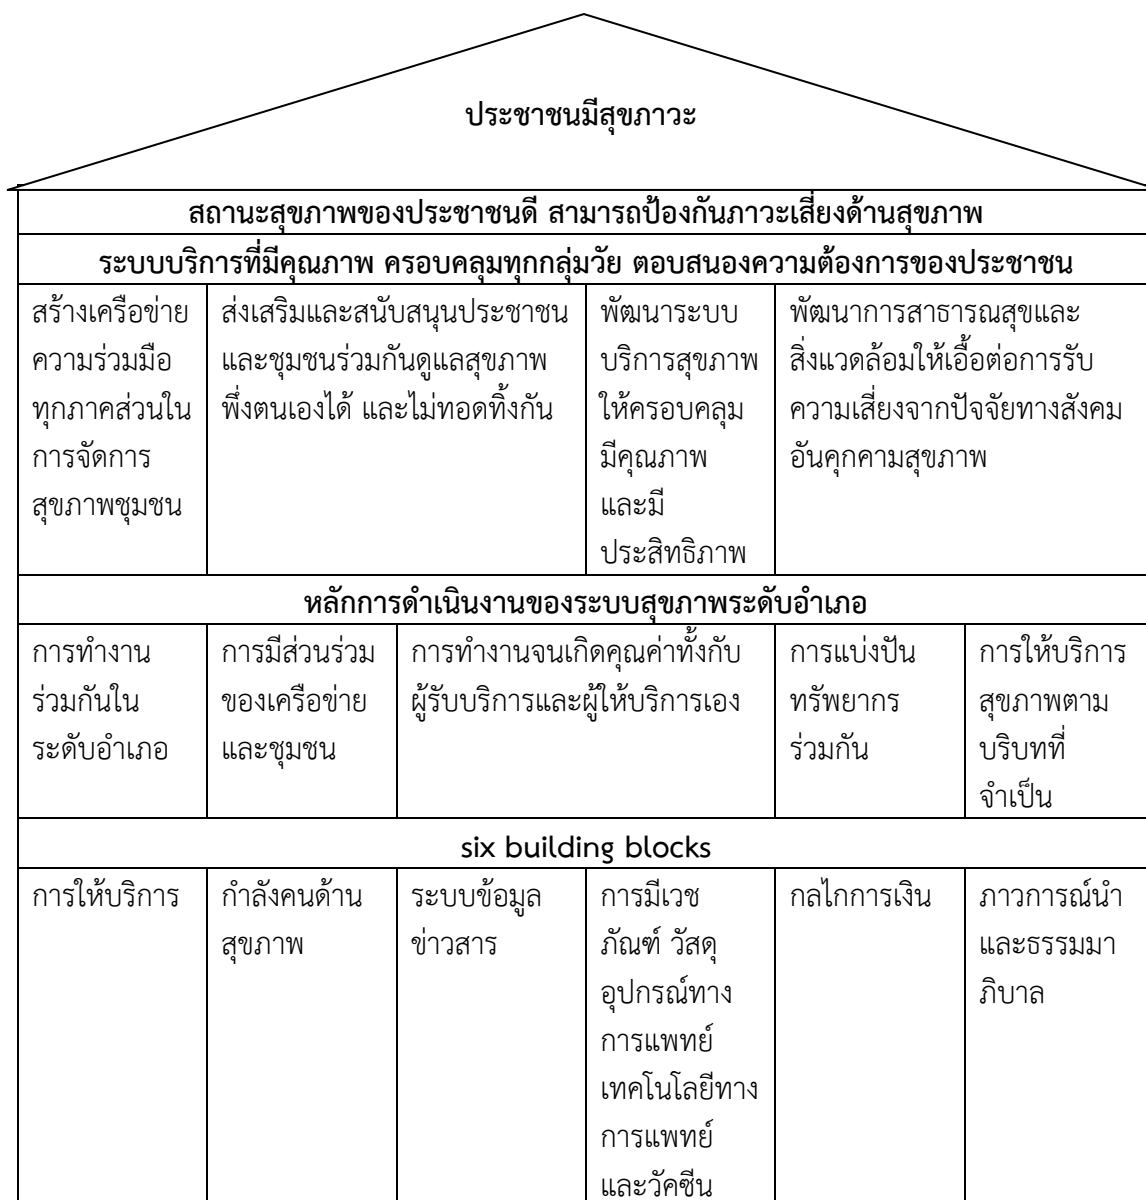 ประชาชนมีสุขภาวะ
สถานะสุขภาพของประชาชนดี สามารถป้องกันภาวะเสี่ยงด้านสุขภาพ
ระบบบริการที่มีคุณภาพ ครอบคลุมทุกกลุ่มวัย ตอบสนองความต้องการของประชาชน
สร้างเครือข่าย
ความร่วมมือ
ทุกภาคส่วนใน
การจัดการ
สุขภาพชุมชน
ส่งเสริมและสนับสนุนประชาชน
และชุมชนร่วมกันดูแลสุขภาพ
พึ่งตนเองได้ และไม่ทอดทิ้งกัน
พัฒนาระบบ
บริการสุขภาพ
ให้ครอบคลุม
มีคุณภาพ
และมี
ประสิทธิภาพ
พัฒนาการสาธารณสุขและ
สิ่งแวดล้อมให้เอื้อต่อการรับ
ความเสี่ยงจากปัจจัยทางสังคม
อันคุกคามสุขภาพ
หลักการดำเนินงานของระบบสุขภาพระดับอำเภอ
การทำงาน
ร่วมกันใน
ระดับอำเภอ
การมีส่วนร่วม
ของเครือข่าย
และชุมชน
การทำงานจนเกิดคุณค่าทั้งกับ
ผู้รับบริการและผู้ให้บริการเอง
การแบ่งปัน
ทรัพยากร
ร่วมกัน
การให้บริการ
สุขภาพตาม
บริบทที่
จำเป็น
six building blocks
การให้บริการ
กำลังคนด้าน
สุขภาพ
ระบบข้อมูล
ข่าวสาร
การมีเวช
ภัณฑ์ วัสดุ
อุปกรณ์ทาง
การแพทย์
เทคโนโลยีทาง
การแพทย์
และวัคซีน
กลไกการเงิน
ภาวการณ์นำ
และธรรมมา
ภิบาล